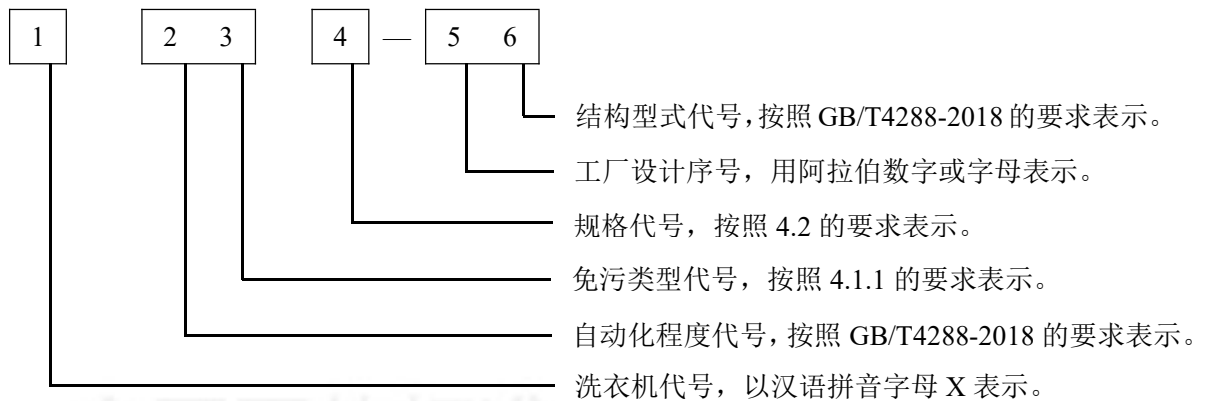 1 2 3 4 — 5 6
结构型式代号，按照 GB/T4288-2018 的要求表示。
工厂设计序号，用阿拉伯数字或字母表示。
规格代号，按照 4.2 的要求表示。
免污类型代号，按照 4.1.1 的要求表示。
自动化程度代号，按照 GB/T4288-2018 的要求表示。
洗衣机代号，以汉语拼音字母 X 表示。